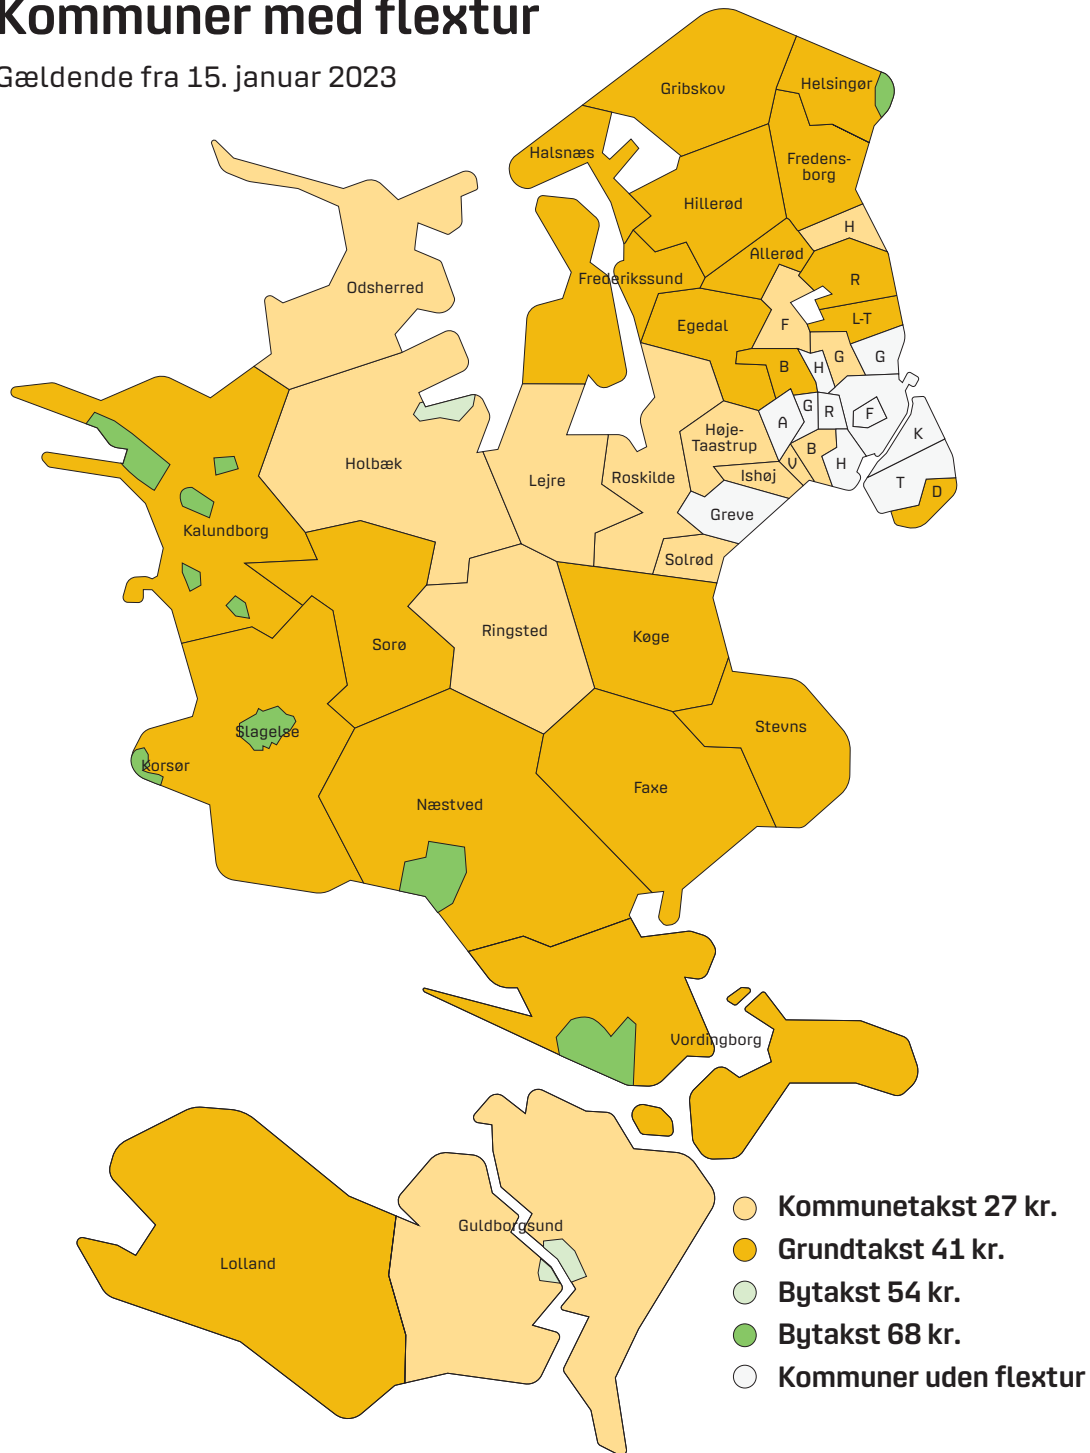 Kommuner med flextur
Gældende fra 15. januar 2023
Gribskov
Helsingør
Halsnæs
Fredens-
borg
Hillerød
H
Allerød
Frederikssund
R
Odsherred
L-T
Egedal
F
G
G
B
H
G
R
F
A
K
Høje-
Taastrup
B
V
H
Holbæk
Ishøj
Lejre
Roskilde
T
D
Greve
Kalundborg
Solrød
Ringsted
Køge
Sorø
Stevns
Slagelse
Korsør
Faxe
Næstved
Vordingborg
Guldborgsund
Lolland
Kommunetakst 27 kr.
Grundtakst 41 kr.
Bytakst 54 kr.
Bytakst 68 kr.
Kommuner uden flextur